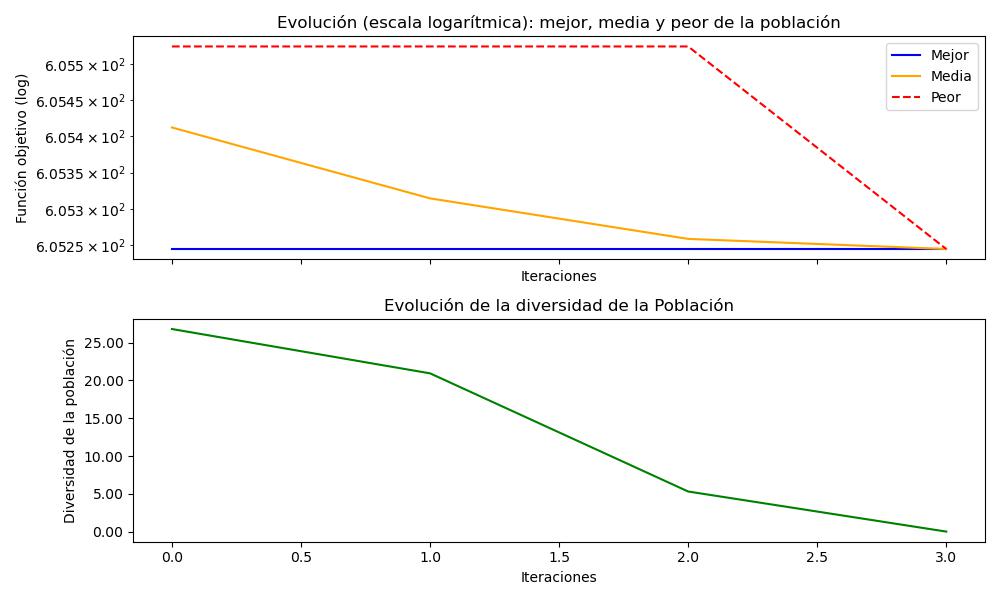 Evolución (escala logarítmica): mejor, media y peor de la población
Función objetivo (log)
6.055 × 10²
6.0545 × 10²
6.054 × 10²
6.0535 × 10²
6.053 × 10²
6.0525 × 10²
Mejor
Media
Peor
Iteraciones
Evolución de la diversidad de la Población
Diversidad de la población
25.00
20.00
15.00
10.00
5.00
0.00
0.0 0.5 1.0 1.5 2.0 2.5 3.0
Iteraciones